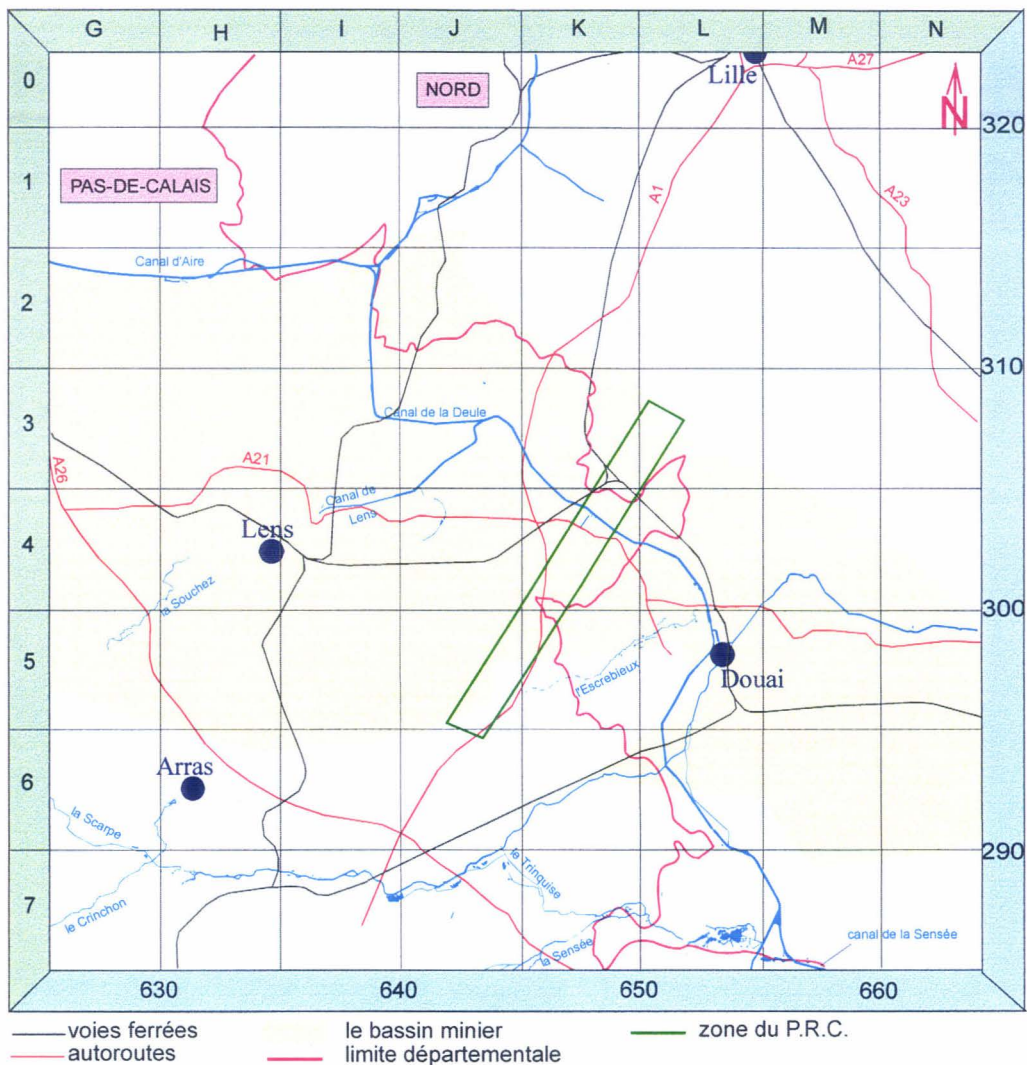 G H I J K L M N
0
1
2
3
4
5
6
7
320
310
300
290
630 640 650 660
NORD
PAS-DE-CALAIS
Lille
A27
N
A1
A23
Canal d'Aire
Canal de la Deule
A26
A21
Canal de
Lens
Lens
la Souchez
l'Escrebieux
Douai
Arras
la Scarpe
le Crinchon
le Trinquise
la Sensée
canal de la Sensée
voies ferrées
le bassin minier
zone du P.R.C.
autoroutes
limite départementale